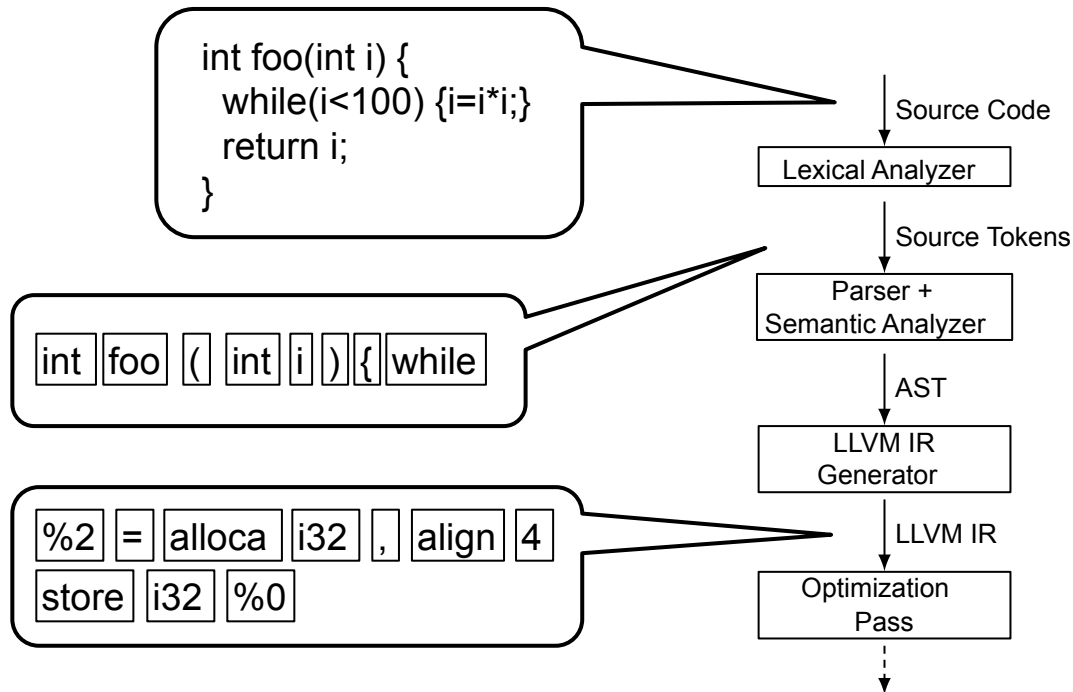 int foo(int i) {
while(i<100) {i=i*i;}
return i;
}
Source Code
Lexical Analyzer
Source Tokens
Parser +
Semantic Analyzer
int foo ( int i ) { while
AST
LLVM IR
Generator
%2 = alloca i32 , align 4
store i32 %0
LLVM IR
Optimization
Pass